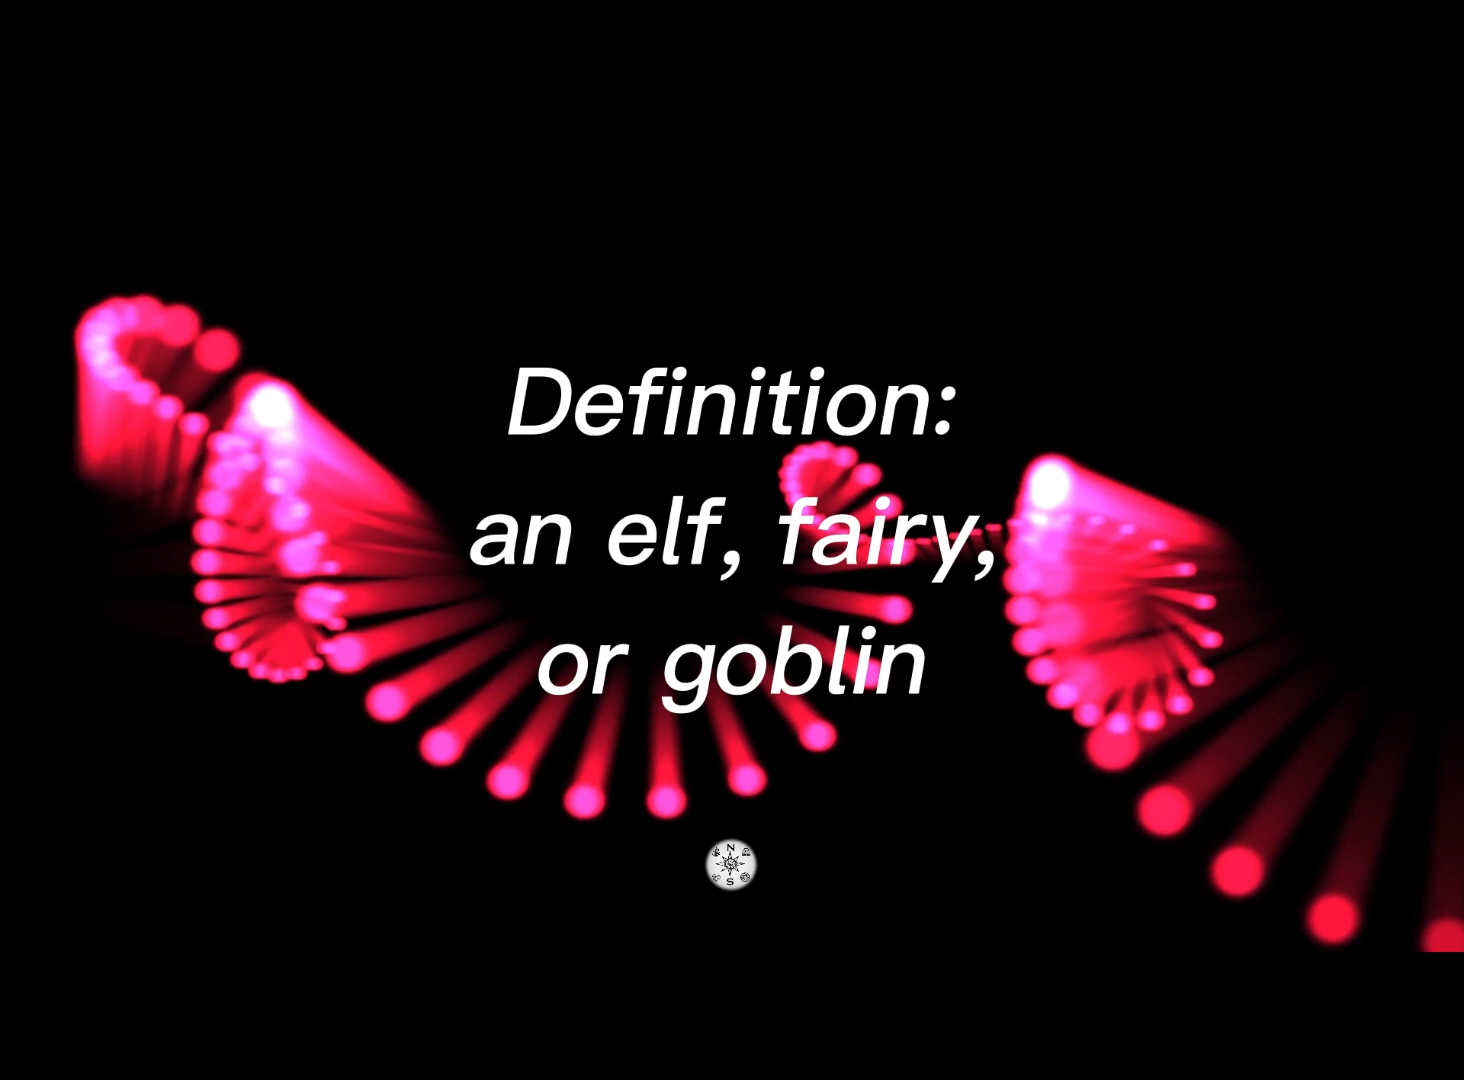 Definition:
an elf, fairy,
or goblin
N
S